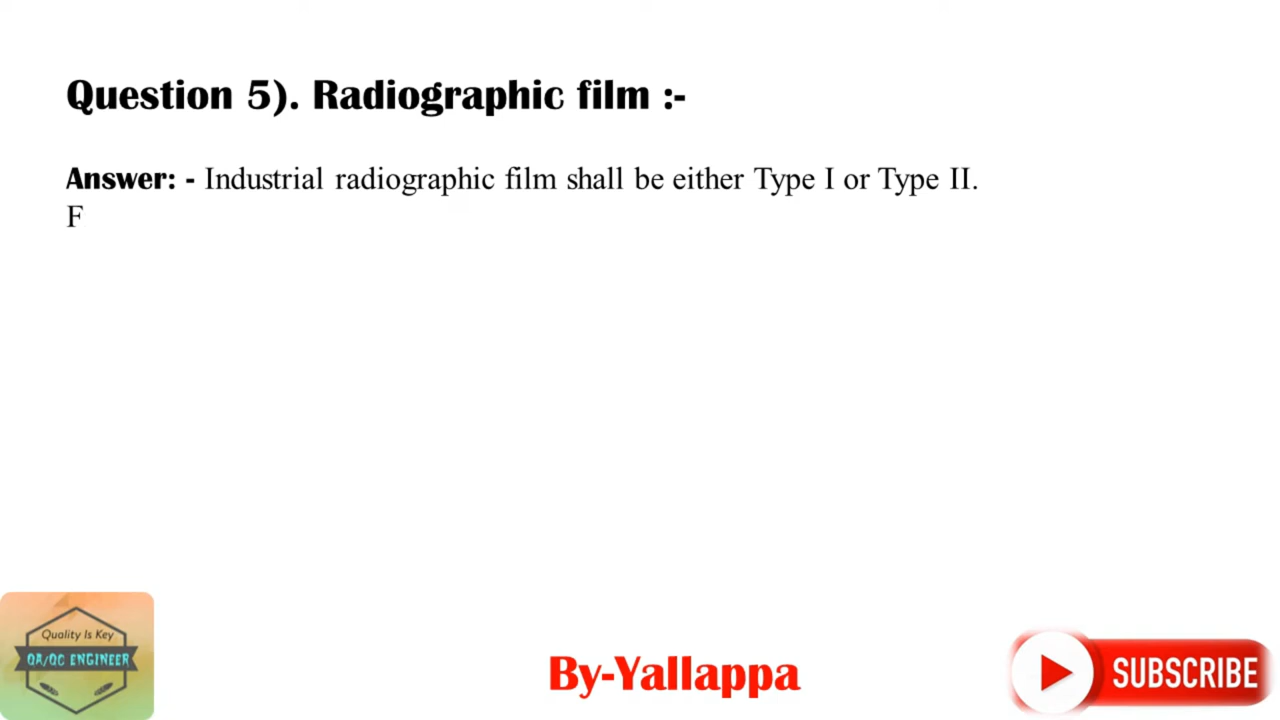 Question 5). Radiographic film :-
Answer: - Industrial radiographic film shall be either Type I or Type II.
F
Quality Is Key
QA/QC ENGINEER
By-Yallappa
SUBSCRIBE